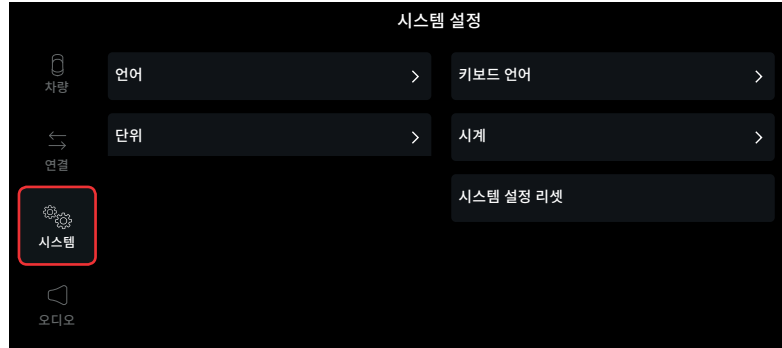 시스템 설정
차량
연결
시스템
오디오
언어
키보드 언어
단위
시계
시스템 설정 리셋